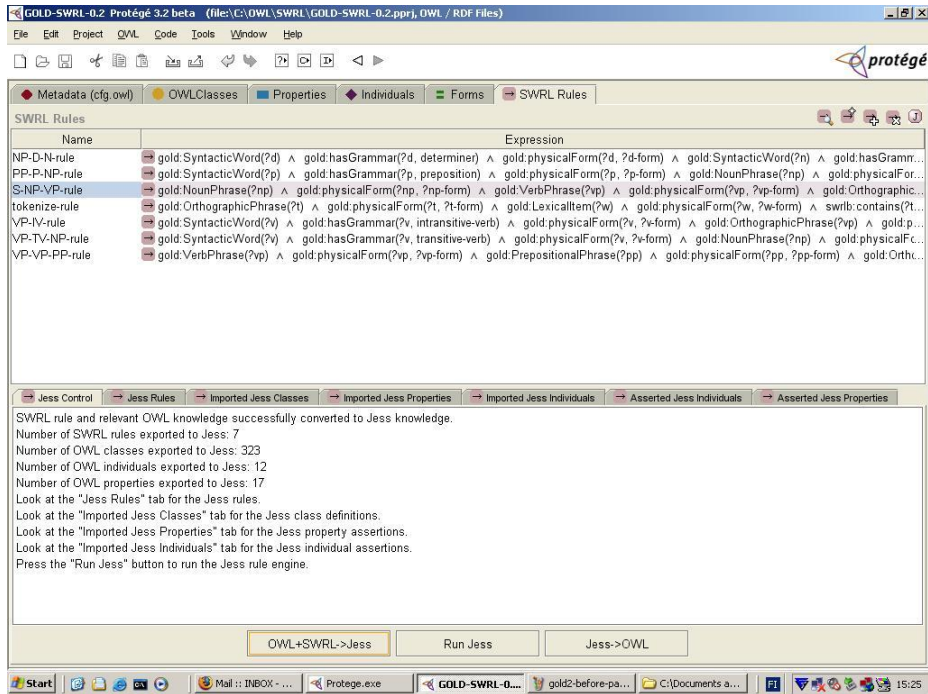 GOLD-SWRL-0.2 Protégé 3.2 beta (file:\C:\OWL\SWRL\GOLD-SWRL-0.2.pprj, OWL / RDF Files)
File Edit Project OWL Code Tools Window Help
protégé
Metadata (cfg.owl) OWLClasses Properties Individuals Forms SWRL Rules
SWRL Rules
Name Expression
NP-D-N-rule gold:SyntacticWord(?d) ∧ gold:hasGrammar(?d, determiner) ∧ gold:physicalForm(?d, ?d-form) ∧ gold:SyntacticWord(?n) ∧ gold:hasGramm...
PP-P-NP-rule gold:SyntacticWord(?p) ∧ gold:hasGrammar(?p, preposition) ∧ gold:physicalForm(?p, ?p-form) ∧ gold:NounPhrase(?np) ∧ gold:physicalFor...
S-NP-VP-rule gold:NounPhrase(?np) ∧ gold:physicalForm(?np, ?np-form) ∧ gold:VerbPhrase(?vp) ∧ gold:physicalForm(?vp, ?vp-form) ∧ gold:Orthographic...
tokenize-rule gold:OrthographicPhrase(?t) ∧ gold:physicalForm(?t, ?t-form) ∧ gold:LexicalItem(?w) ∧ gold:physicalForm(?w, ?w-form) ∧ swrlb:contains(?t...
VP-IV-rule gold:SyntacticWord(?v) ∧ gold:hasGrammar(?v, intransitive-verb) ∧ gold:physicalForm(?v, ?v-form) ∧ gold:OrthographicPhrase(?vp) ∧ gold:p...
VP-TV-NP-rule gold:SyntacticWord(?v) ∧ gold:hasGrammar(?v, transitive-verb) ∧ gold:physicalForm(?v, ?v-form) ∧ gold:NounPhrase(?np) ∧ gold:physicalFc...
VP-VP-PP-rule gold:VerbPhrase(?vp) ∧ gold:physicalForm(?vp, ?vp-form) ∧ gold:PrepositionalPhrase(?pp) ∧ gold:physicalForm(?pp, ?pp-form) ∧ gold:Ortho...
Jess Control Jess Rules Imported Jess Classes Imported Jess Properties Imported Jess Individuals Asserted Jess Individuals Asserted Jess Properties
SWRL rule and relevant OWL knowledge successfully converted to Jess knowledge.
Number of SWRL rules exported to Jess: 7
Number of OWL classes exported to Jess: 323
Number of OWL individuals exported to Jess: 12
Number of OWL properties exported to Jess: 17
Look at the "Jess Rules" tab for the Jess rules.
Look at the "Imported Jess Classes" tab for the Jess class definitions.
Look at the "Imported Jess Properties" tab for the Jess property assertions.
Look at the "Imported Jess Individuals" tab for the Jess individual assertions.
Press the "Run Jess" button to run the Jess rule engine.
OWL+SWRL->Jess Run Jess Jess->OWL
Start Mail :: INBOX - ... Protege.exe GOLD-SWRL-0.... gold2-before-pa... C:\Documents a... FI 15:25